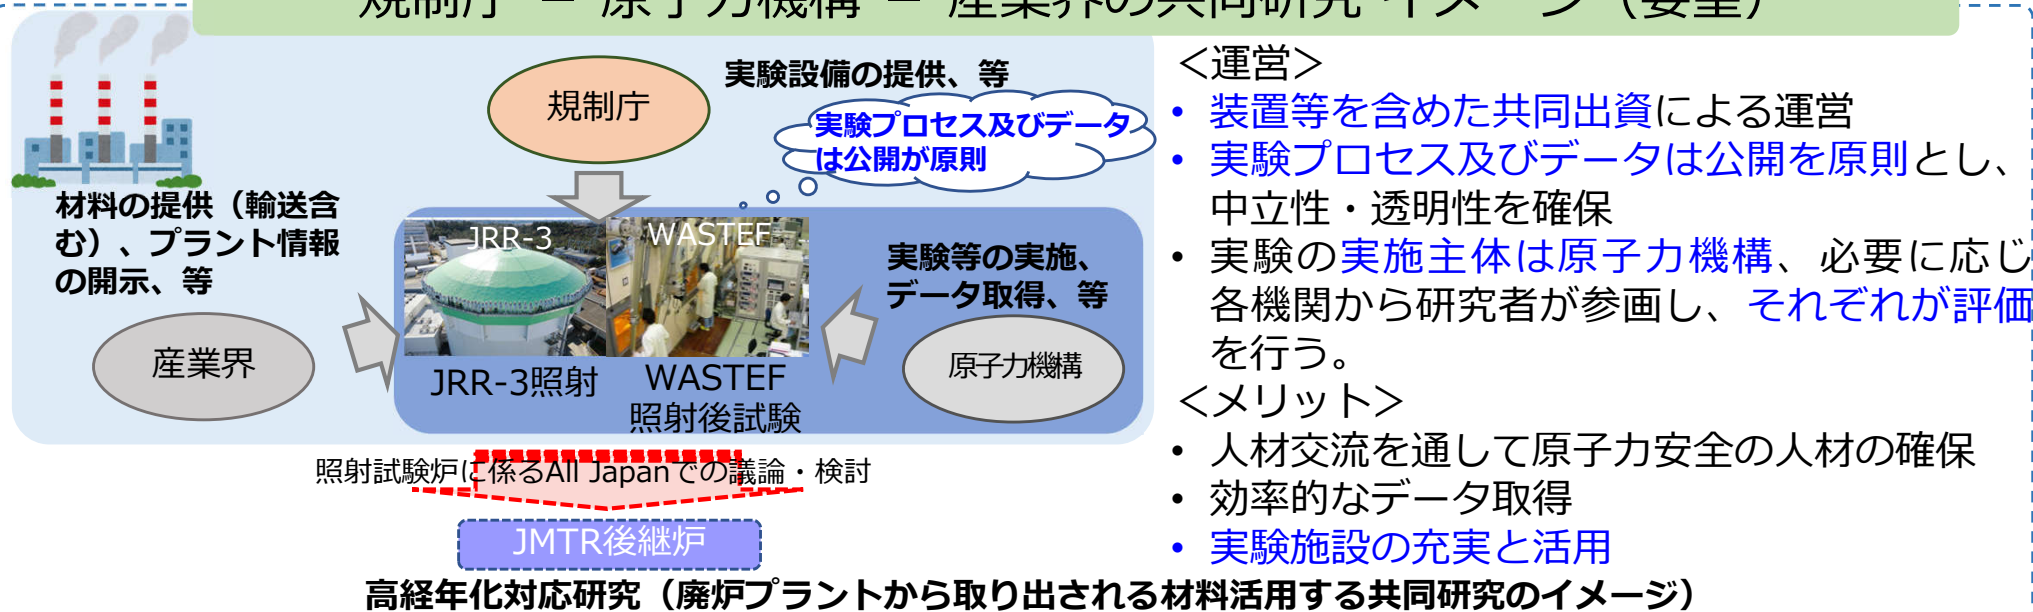 規制庁 － 原子力機構 － 産業界の共同研究 イメージ（要望）
規制庁
実験設備の提供、等
実験プロセス及びデータ
は公開が原則
材料の提供（輸送含
む）、プラント情報
の開示、等
産業界
JRR-3
WASTEF
JRR-3照射
WASTEF
照射後試験
実験等の実施、
データ取得、等
原子力機構
照射試験炉に係るAll Japanでの議論・検討
JMTR後継炉
＜運営＞
• 装置等を含めた共同出資による運営
• 実験プロセス及びデータは公開を原則とし、
中立性・透明性を確保
• 実験の実施主体は原子力機構、必要に応じ
各機関から研究者が参画し、それぞれが評価
を行う。
＜メリット＞
• 人材交流を通して原子力安全の人材の確保
• 効率的なデータ取得
• 実験施設の充実と活用
高経年化対応研究（廃炉プラントから取り出される材料活用する共同研究のイメージ）